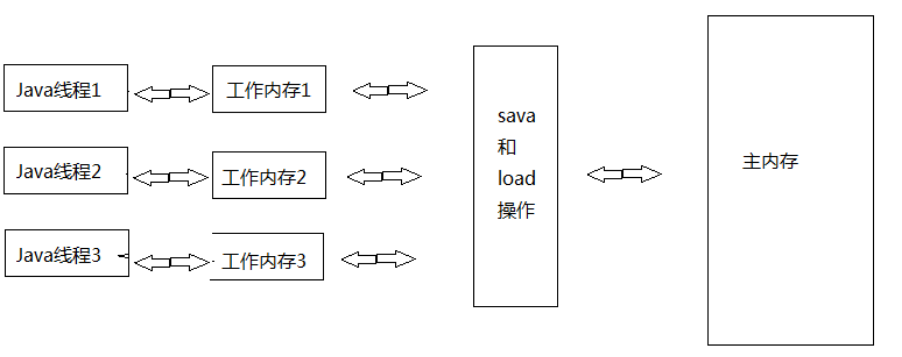 Java线程1
工作内存1
Java线程2
工作内存2
Java线程3
工作内存3
sava
和
load
操作
主内存